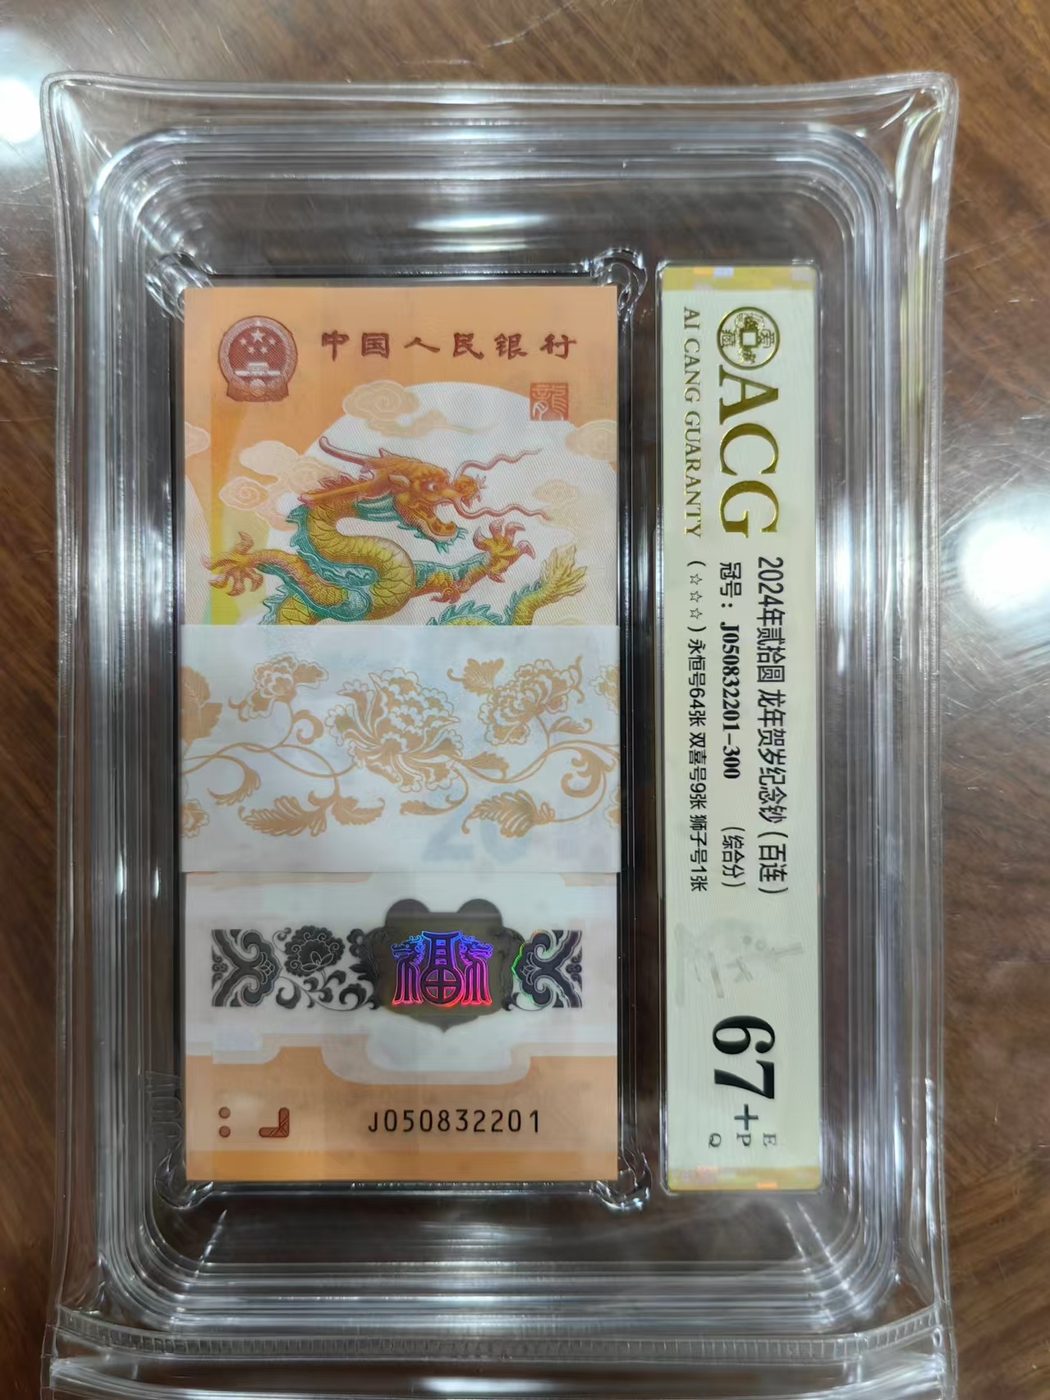 中国人民银行
龍
福
J050832201
ACG
AI CANG GUARANTY
2024年贰拾圆 龙年贺岁纪念钞（百连）
冠号：J050832201-300 （综合分）
（☆☆☆）永恒号64张 双喜号9张 狮子号1张
67+
E
P
Q